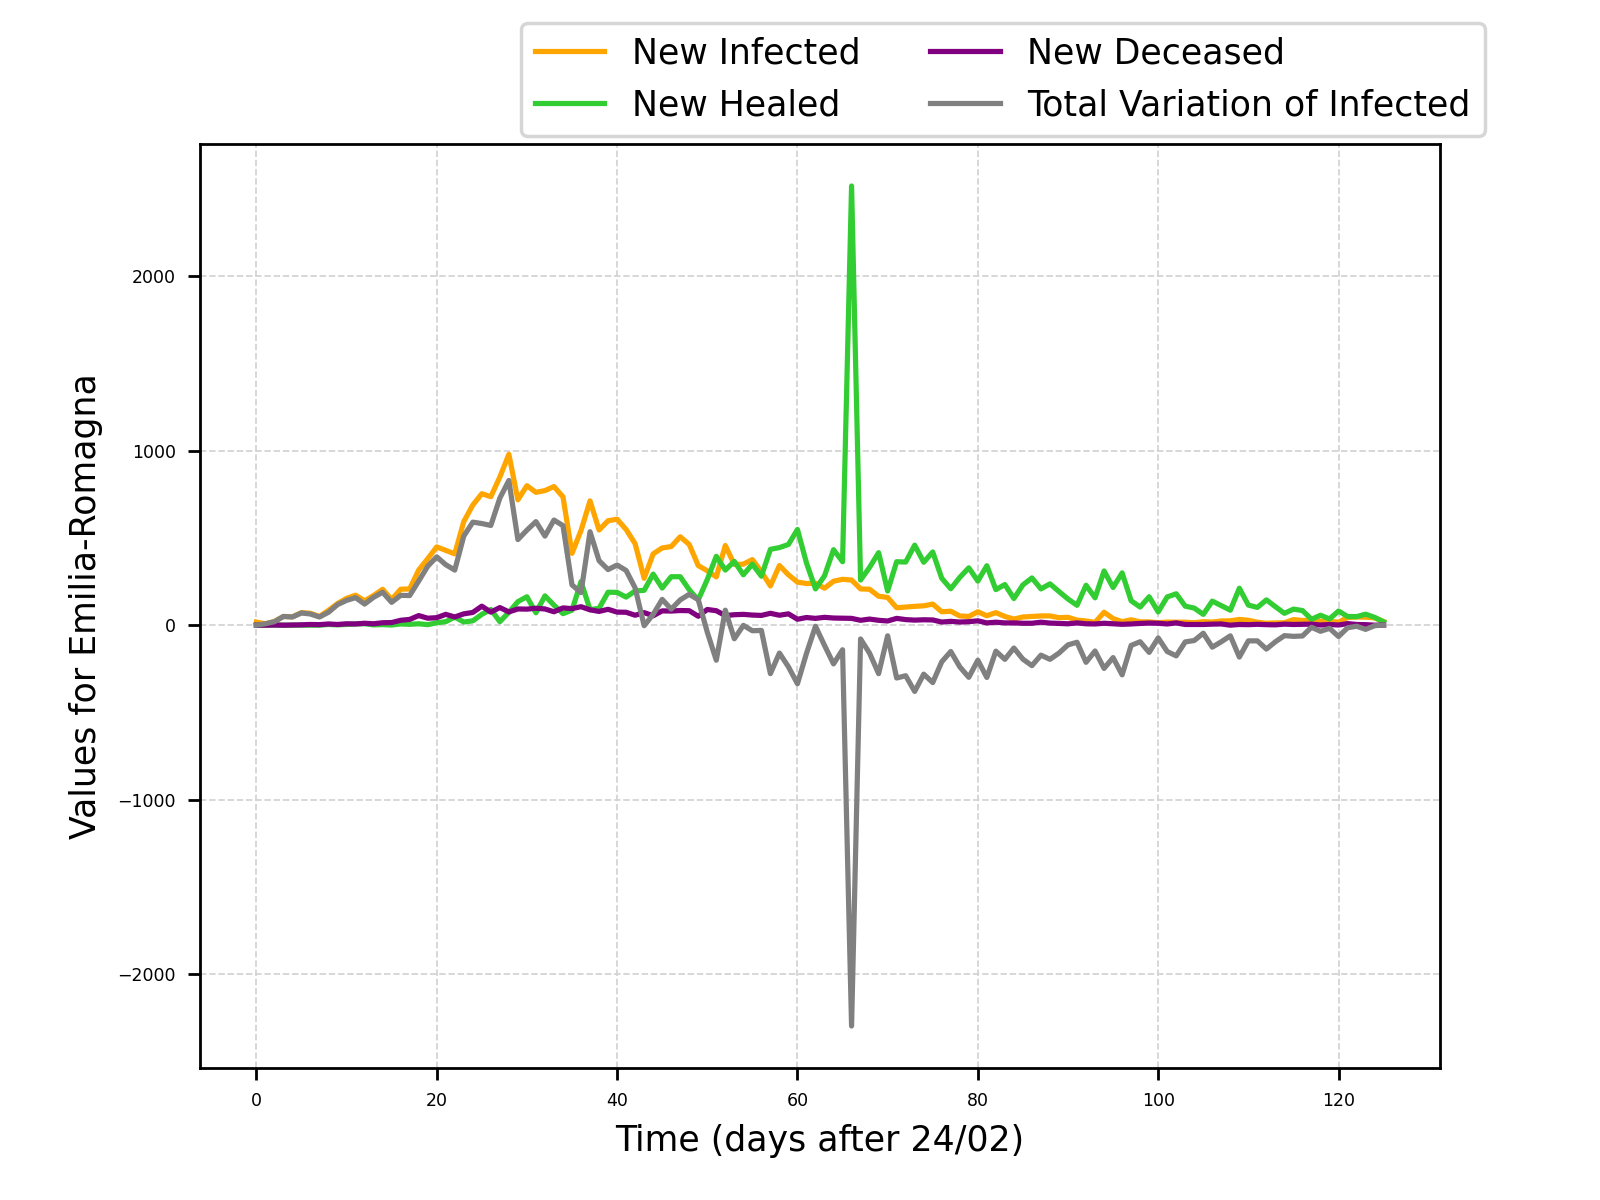 New Infected
New Healed
New Deceased
Total Variation of Infected
Values for Emilia-Romagna
2000
1000
0
−1000
−2000
0 20 40 60 80 100 120
Time (days after 24/02)